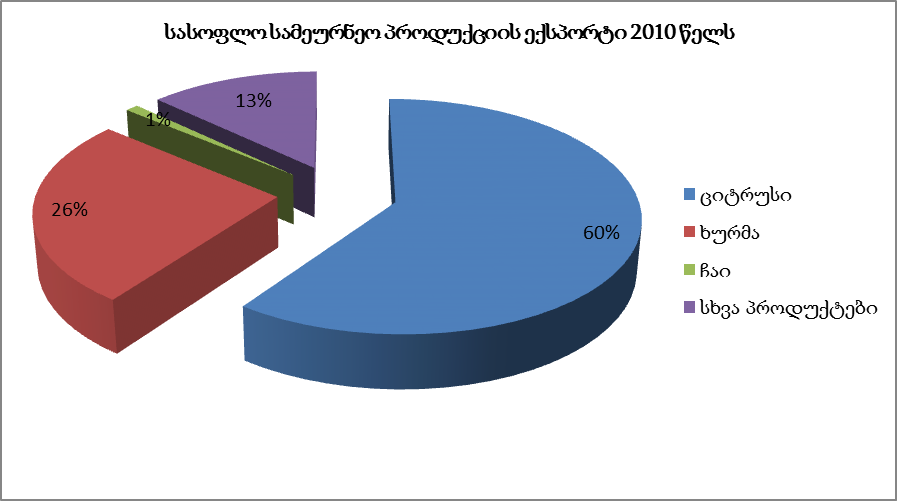 სასოფლო სამეურნეო პროდუქციის ექსპორტი 2010 წელს
13%
1%
26%
60%
ციტრუსი
ხურმა
ჩაი
სხვა პროდუქტები